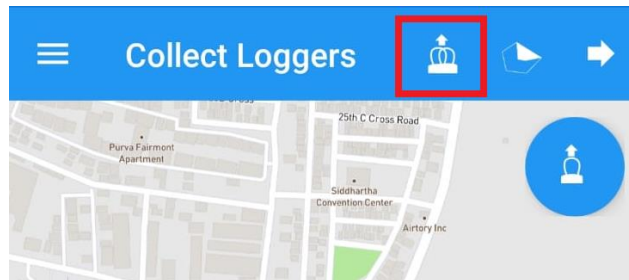 Collect Loggers
25th C Cross Road
Purva Fairmont
Apartment
Siddhartha
Convention Center
Airtory Inc